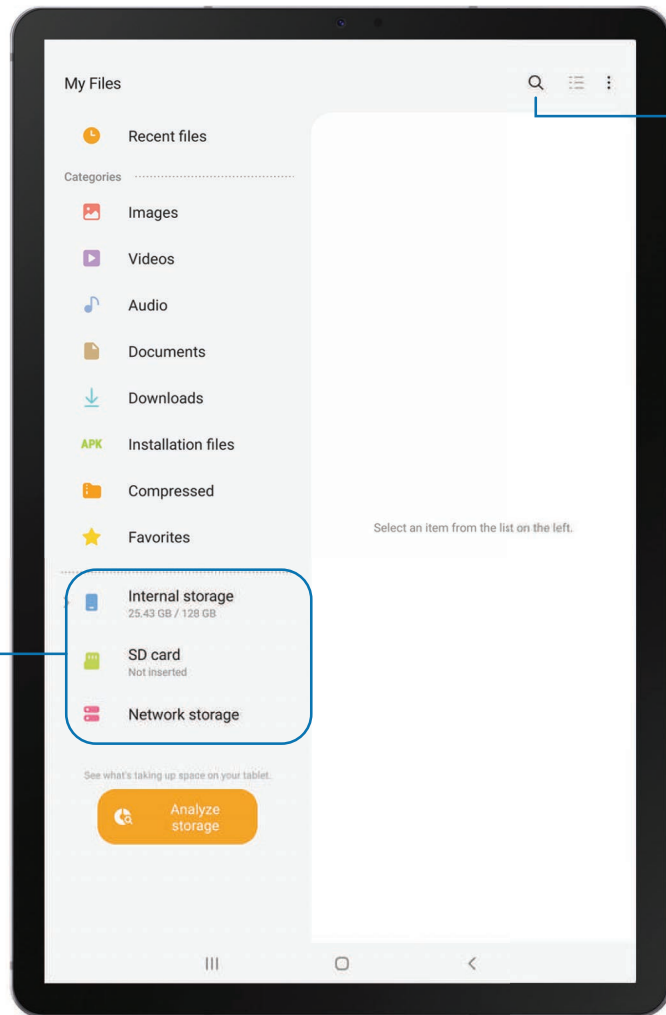 My Files
Recent files
Categories
Images
Videos
Audio
Documents
Downloads
APK Installation files
Compressed
Favorites
Select an item from the list on the left.
Internal storage
25.43 GB / 128 GB
SD card
Not inserted
Network storage
See what's taking up space on your tablet.
Analyze
storage